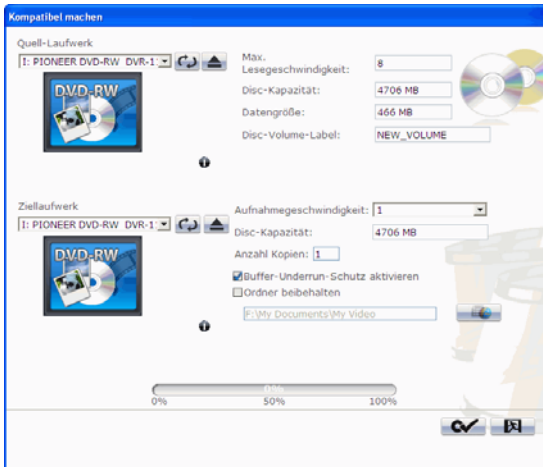 Kompatibel machen
Quell-Laufwerk
I: PIONEER DVD-RW DVR-1
DVD-RW
Max.
Lesegeschwindigkeit:
8
Disc-Kapazität:
4706 MB
Datengröße:
466 MB
Disc-Volume-Label:
NEW_VOLUME
Ziellaufwerk
I: PIONEER DVD-RW DVR-1
DVD-RW
Aufnahmegeschwindigkeit:
1
Disc-Kapazität:
4706 MB
Anzahl Kopien:
1
Buffer-Underrun-Schutz aktivieren
Ordner beibehalten
F:\My Documents\My Video
0%
0%
50%
100%